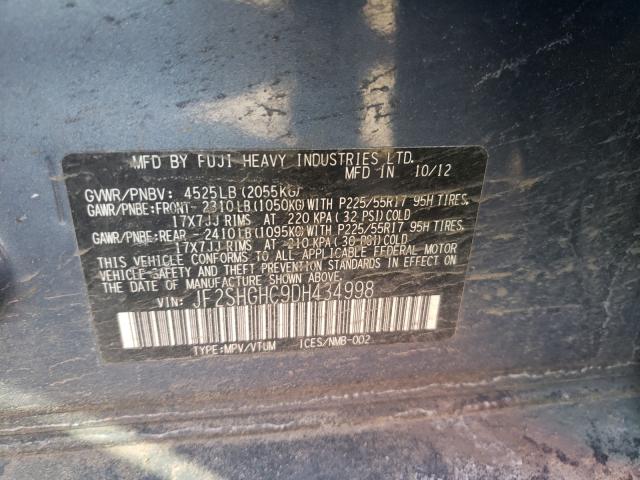 MFD BY FUJI HEAVY INDUSTRIES LTD.
MFD IN 10/12
GVWR/PNBV: 4525LB (2055KG)
GAWR/PNBE:FRONT- 2310LB(1050KG)WITH P225/55R17 95H TIRES,
17X7JJ RIMS AT 220 KPA (32 PSI)COLD
GAWR/PNBE:REAR -2410LB(1095KG)WITH P225/55R17 95H TIRES,
17X7JJ RIMS AT 210 KPA (30 PSI)COLD
THIS VEHICLE CONFORMS TO ALL APPLICABLE FEDERAL MOTOR
VEHICLE-SAFETY AND THEFT PREVENTION STANDARDS IN EFFECT ON
THE DATE OF MANUFACTURE SHOWN ABOVE.
VIN: JF2SHGHC9DH434998
TYPE:MPV/VTUM ICES/NMB-002